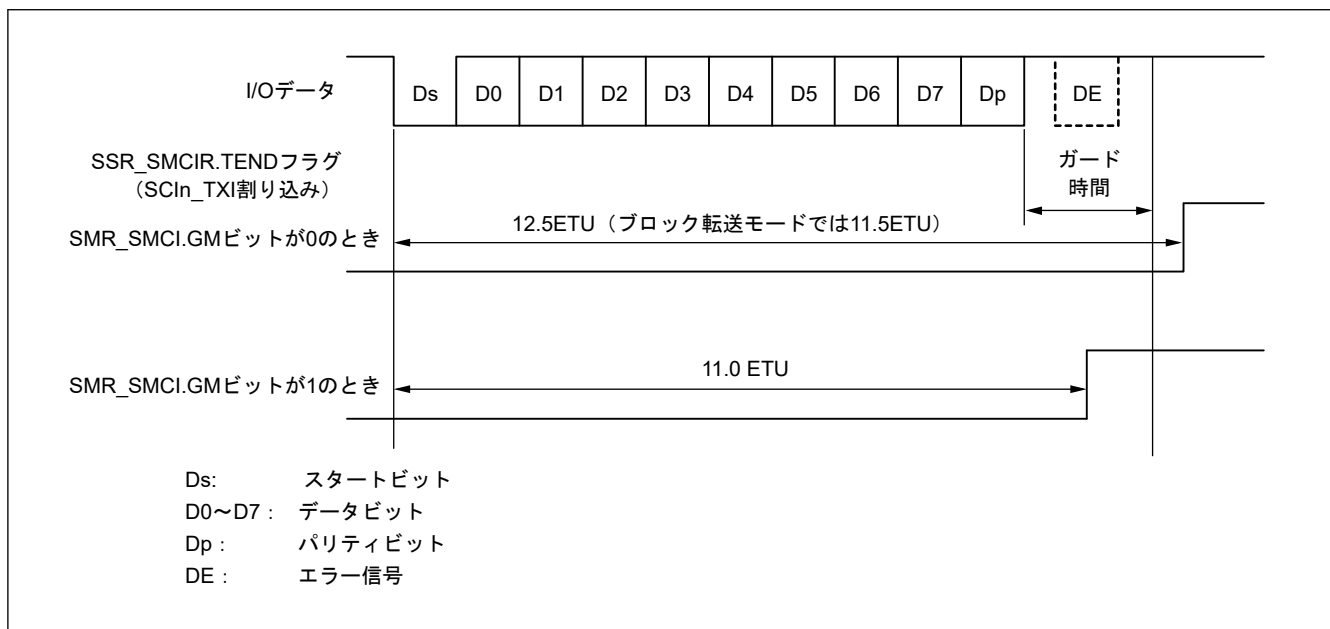 I/Oデータ
Ds D0 D1 D2 D3 D4 D5 D6 D7 Dp DE
SSR_SMCIR.TENDフラグ
（SCIn_TXI割り込み）
ガード
時間
SMR_SMCI.GMビットが0のとき
12.5ETU（ブロック転送モードでは11.5ETU）
SMR_SMCI.GMビットが1のとき
11.0 ETU
Ds: スタートビット
D0～D7： データビット
Dp： パリティビット
DE： エラー信号